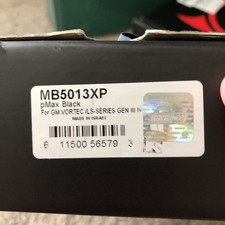 MB5013XP
pMax Black
For GM VORTEC /LS-SERIES GEN III IV
MADE IN ISRAEL
6 11500 56579 3